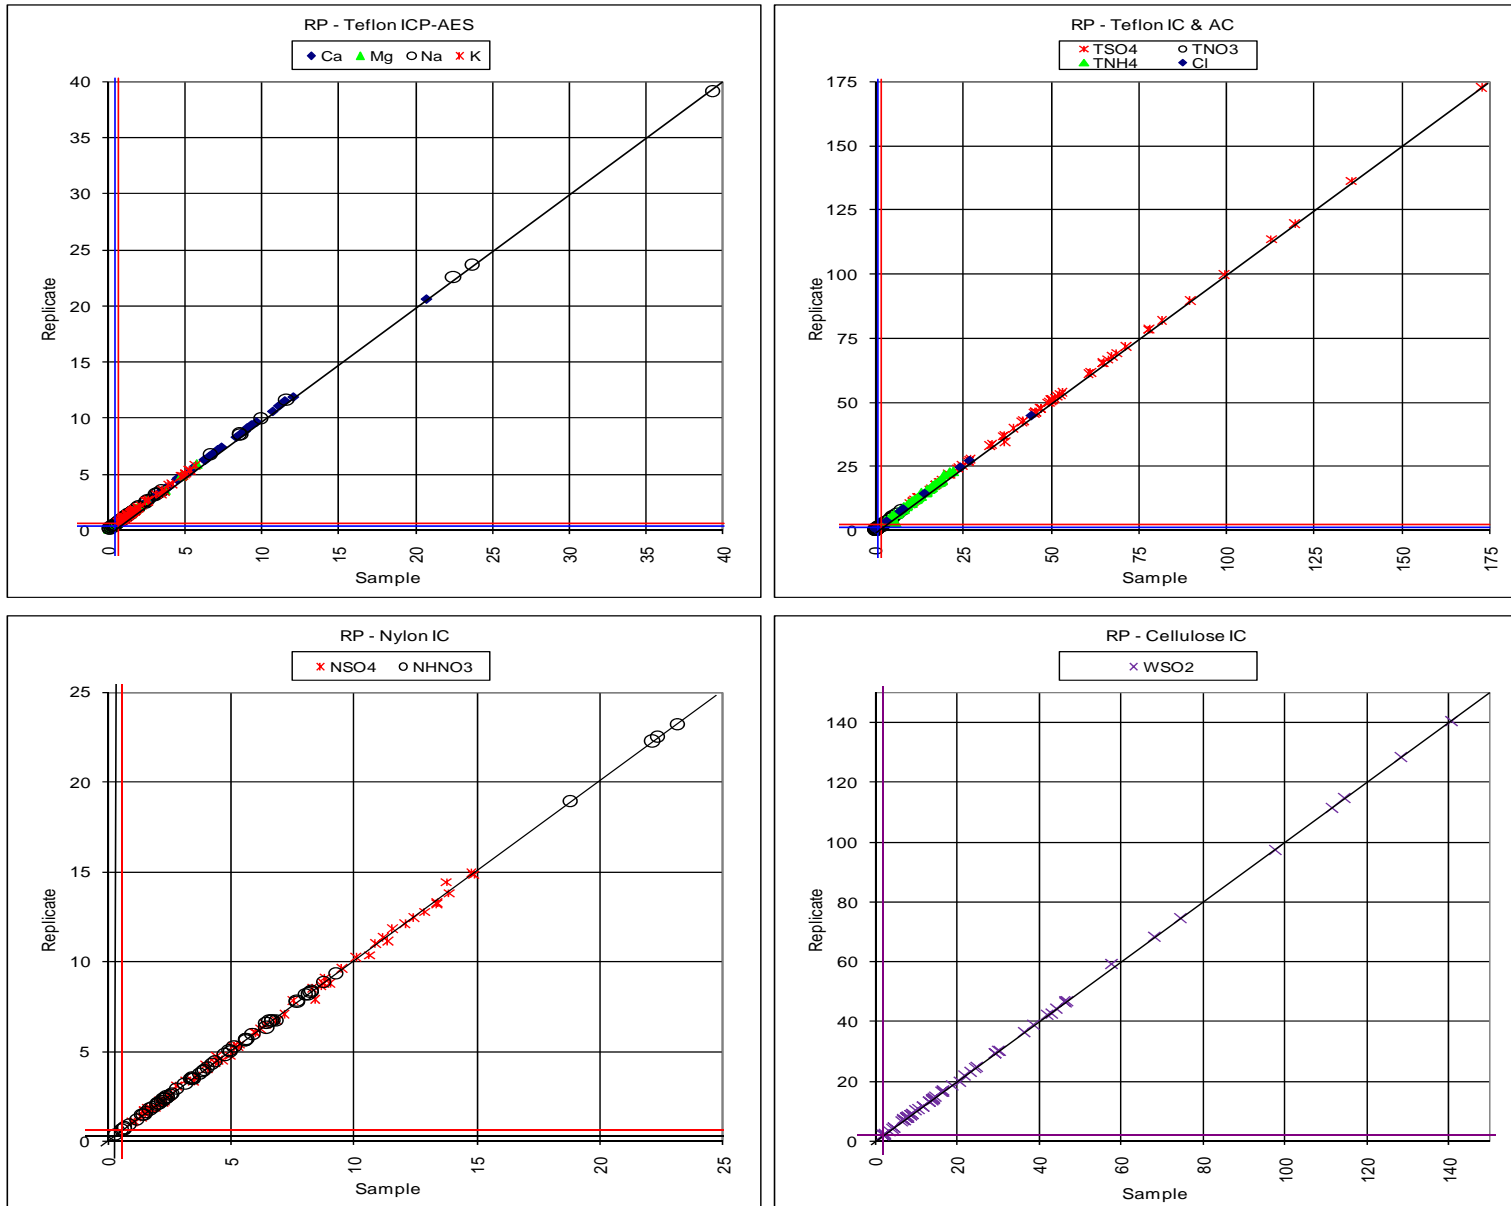 RP - Teflon ICP-AES
Ca Mg Na K
40
35
30
25
20
15
10
5
0
Replicate
0 5 10 15 20 25 30 35 40
Sample
RP - Teflon IC & AC
TSO4 TNO3
TNH4 Cl
175
150
125
100
75
50
25
0
Replicate
0 25 50 75 100 125 150 175
Sample
RP - Nylon IC
NSO4 NHNO3
25
20
15
10
5
0
Replicate
0 5 10 15 20 25
Sample
RP - Cellulose IC
WSO2
140
120
100
80
60
40
20
0
Replicate
0 20 40 60 80 100 120 140
Sample